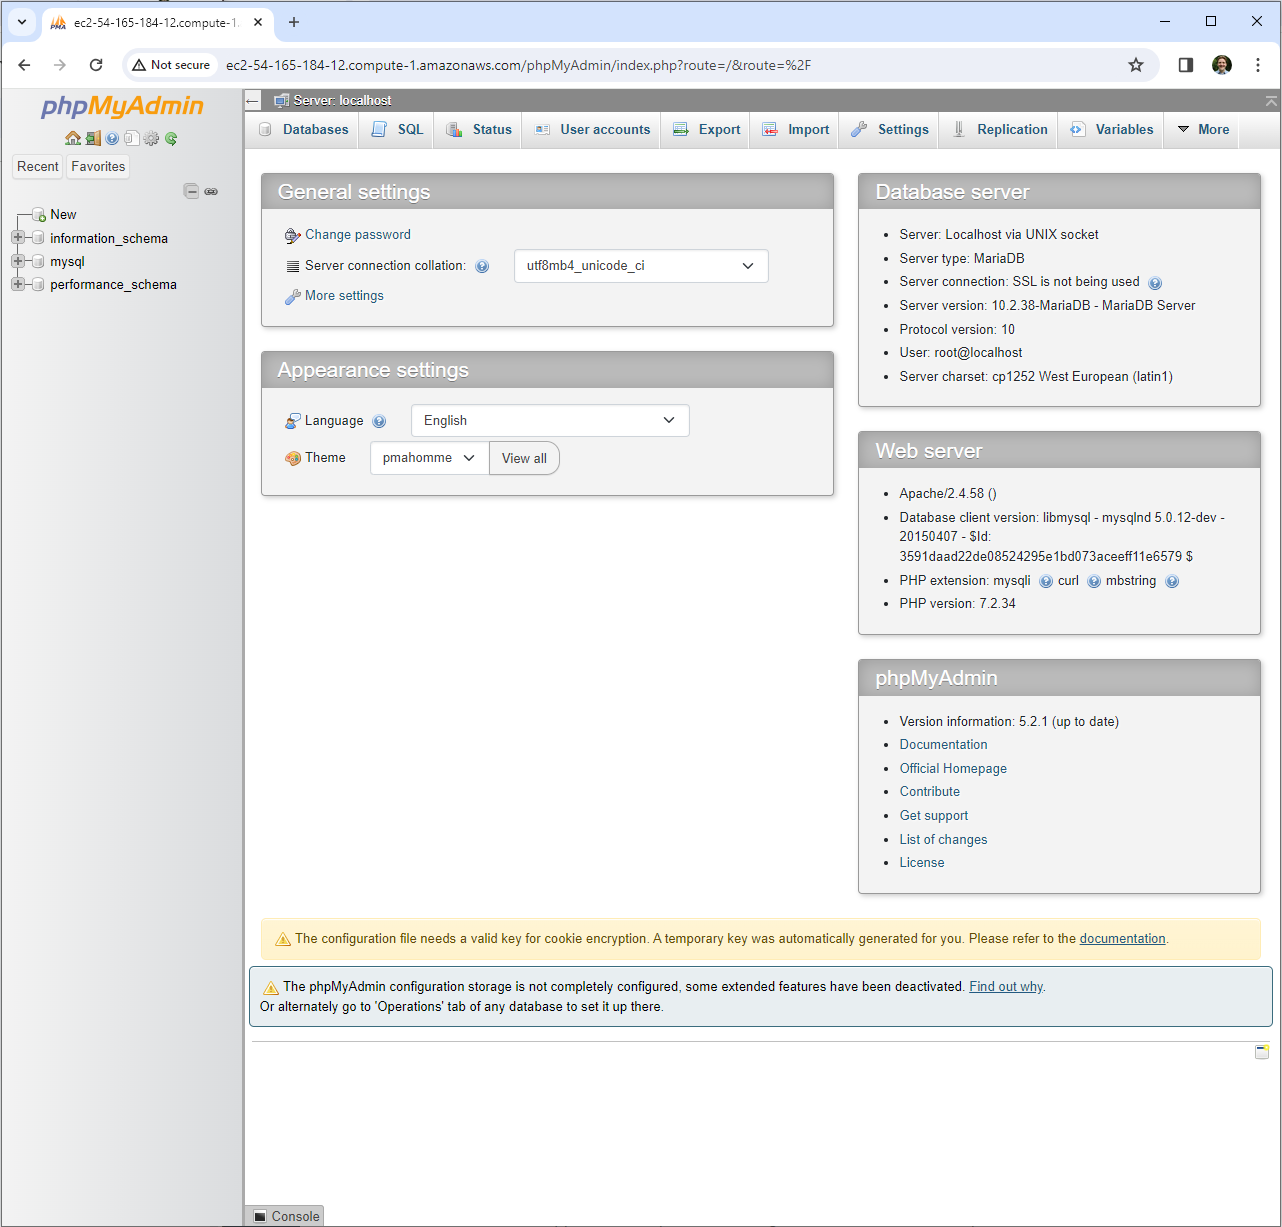 ec2-54-165-184-12.compute-1.
Not secure
ec2-54-165-184-12.compute-1.amazonaws.com/phpMyAdmin/index.php?route=/&route=%2F
phpMyAdmin
Recent
Favorites
New
information_schema
mysql
performance_schema
Server: localhost
Databases
SQL
Status
User accounts
Export
Import
Settings
Replication
Variables
More
General settings
Change password
Server connection collation:
utf8mb4_unicode_ci
More settings
Appearance settings
Language
English
Theme
pmahomme
View all
Database server
Server: Localhost via UNIX socket
Server type: MariaDB
Server connection: SSL is not being used
Server version: 10.2.38-MariaDB - MariaDB Server
Protocol version: 10
User: root@localhost
Server charset: cp1252 West European (latin1)
Web server
Apache/2.4.58 ()
Database client version: libmysql - mysqlnd 5.0.12-dev -
20150407 - $Id:
3591daad22de08524295e1bd073aceeff11e6579 $
PHP extension: mysqli curl mbstring
PHP version: 7.2.34
phpMyAdmin
Version information: 5.2.1 (up to date)
Documentation
Official Homepage
Contribute
Get support
List of changes
License
The configuration file needs a valid key for cookie encryption. A temporary key was automatically generated for you. Please refer to the documentation.
The phpMyAdmin configuration storage is not completely configured, some extended features have been deactivated. Find out why.
Or alternately go to 'Operations' tab of any database to set it up there.
Console